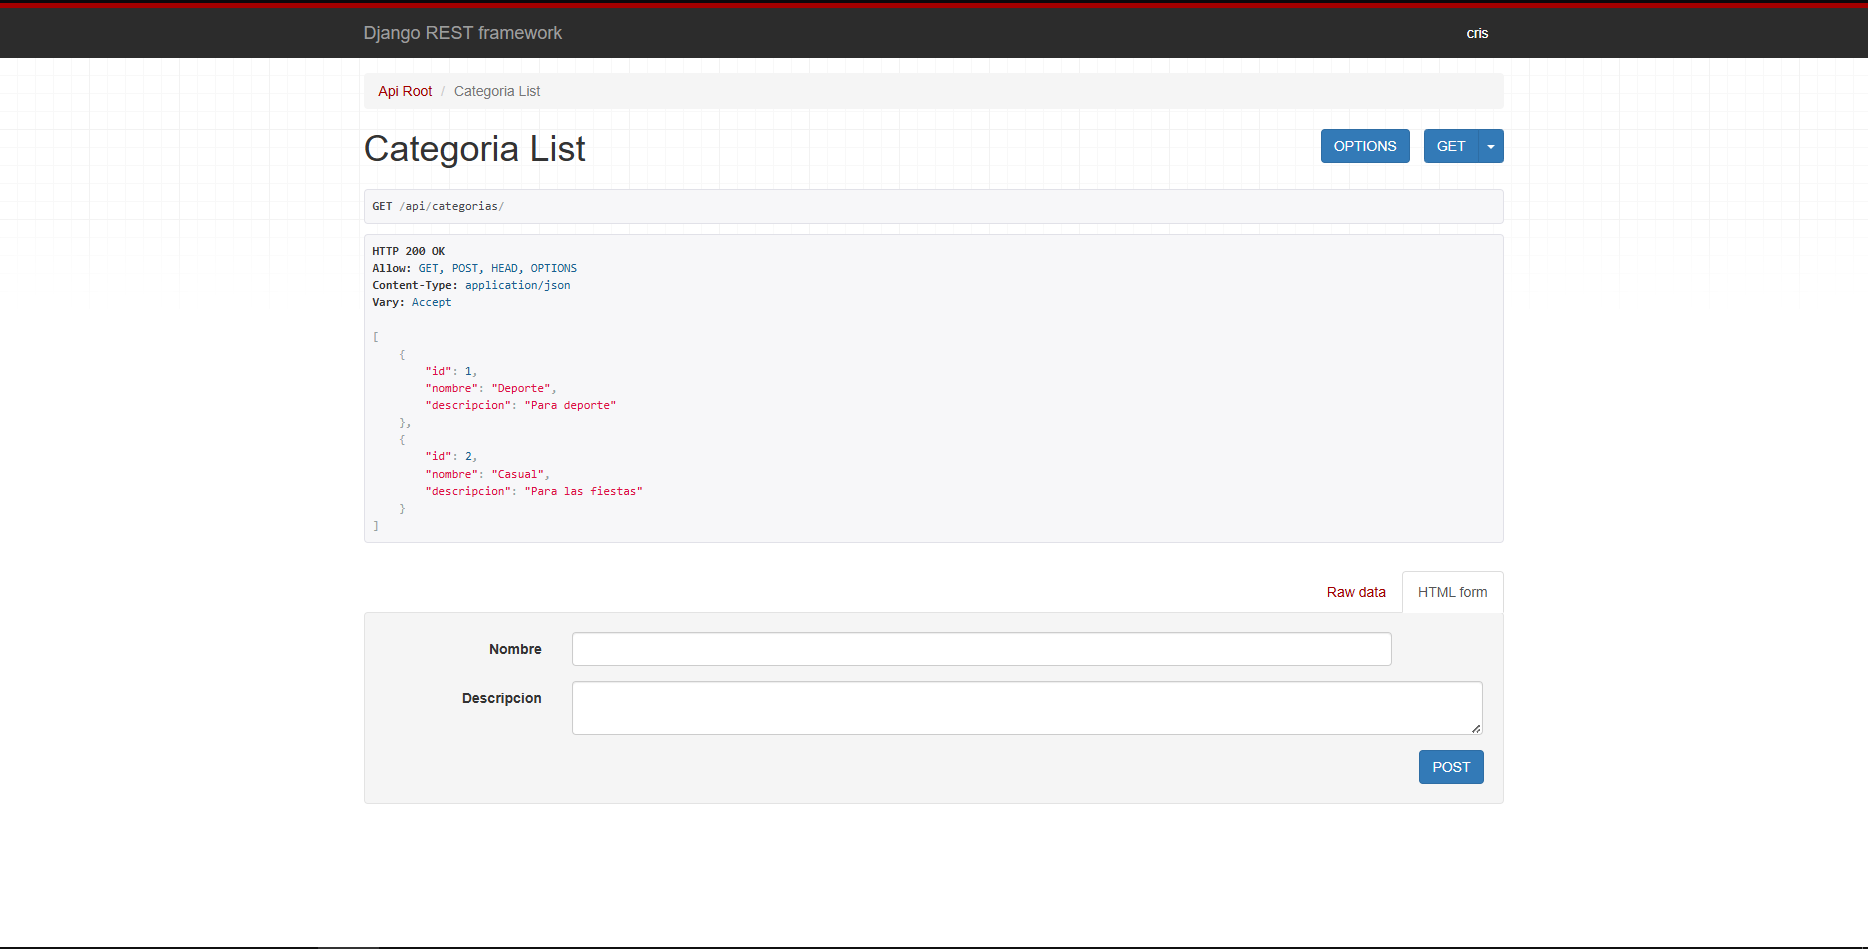 Django REST framework
cris
Api Root / Categoria List
Categoria List
OPTIONS
GET
GET /api/categorias/
HTTP 200 OK
Allow: GET, POST, HEAD, OPTIONS
Content-Type: application/json
Vary: Accept
[
    {
        "id": 1,
        "nombre": "Deporte",
        "descripcion": "Para deporte"
    },
    {
        "id": 2,
        "nombre": "Casual",
        "descripcion": "Para las fiestas"
    }
]
Raw data
HTML form
Nombre
Descripcion
POST